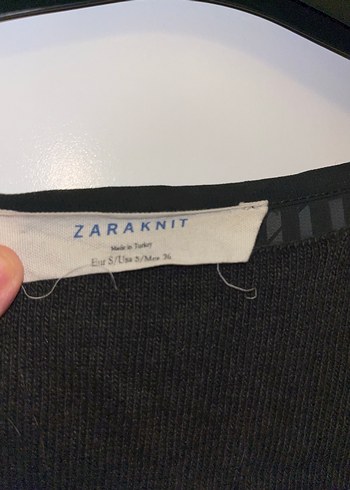 ZARAKNIT
Made in Turkey
Eur S/Usa S/Mex 36